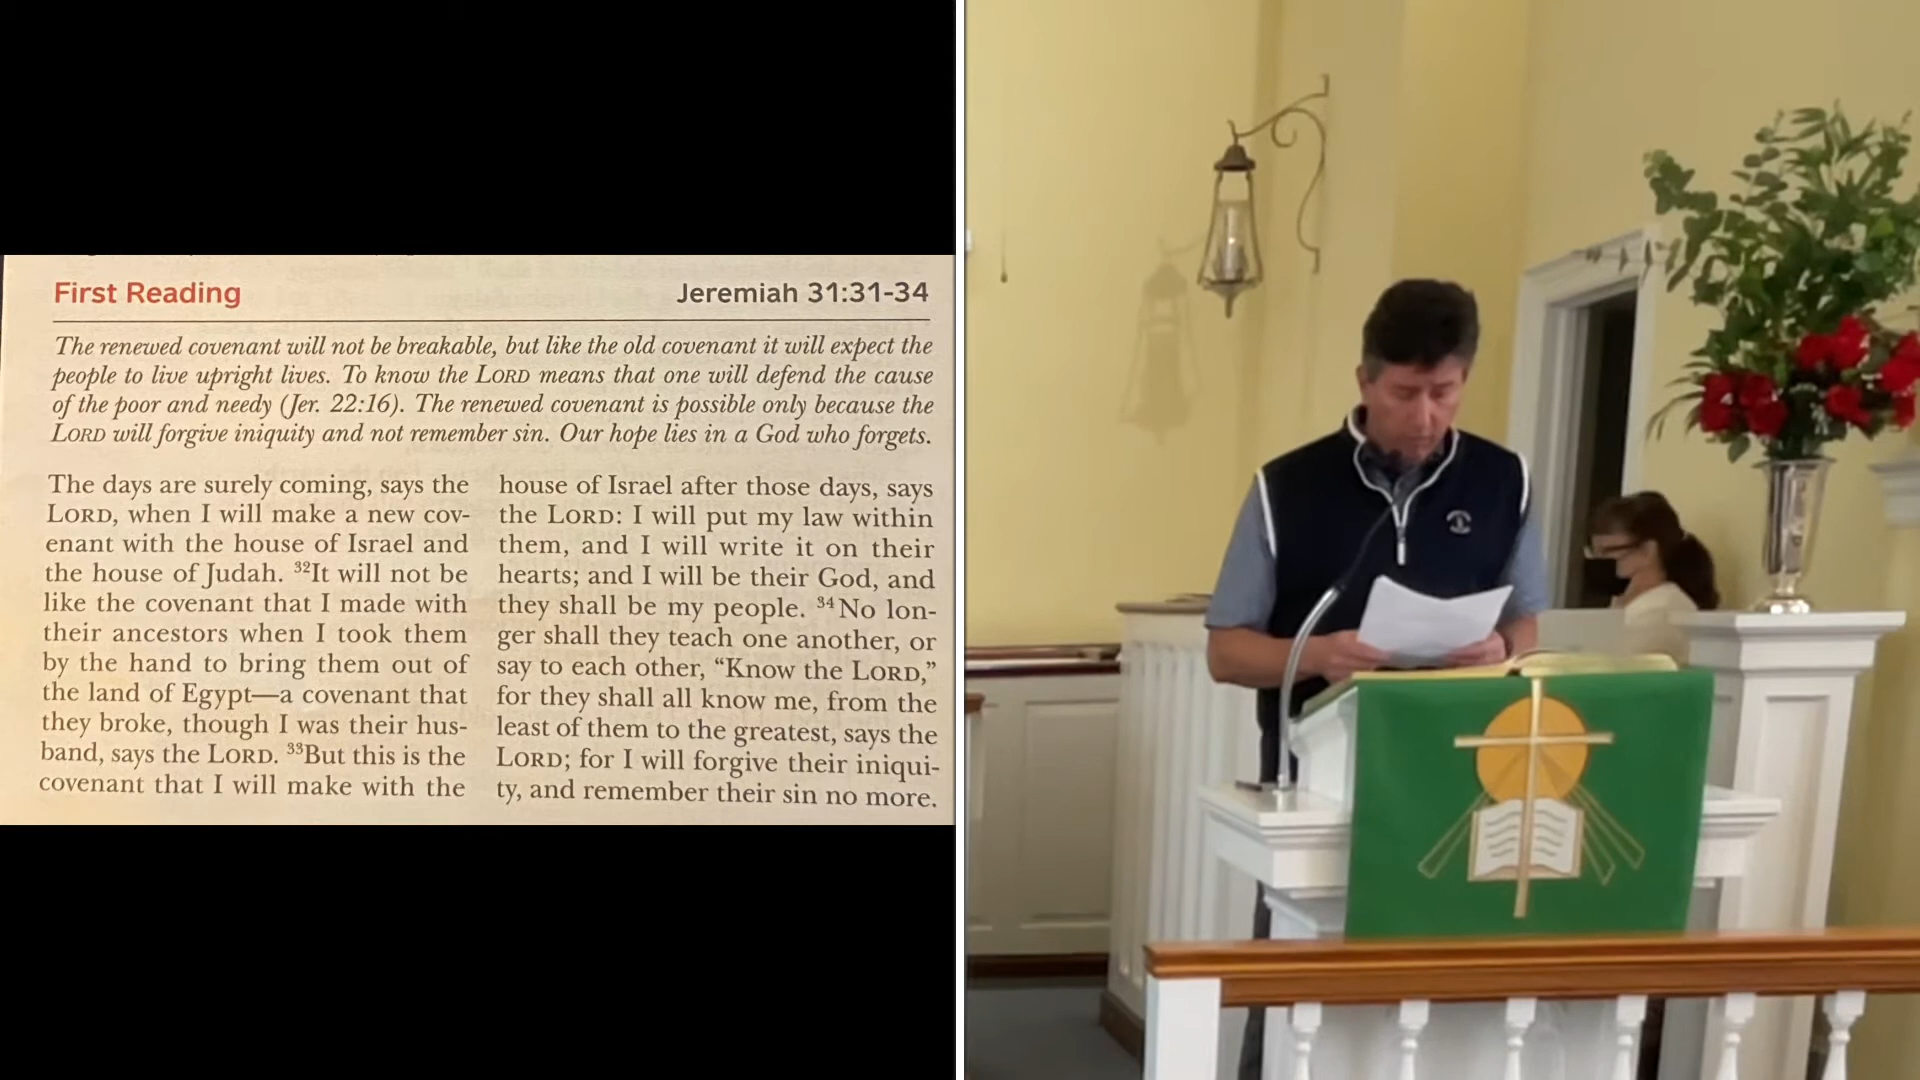 First Reading
Jeremiah 31:31-34
The renewed covenant will not be breakable, but like the old covenant it will expect the
people to live upright lives. To know the LORD means that one will defend the cause
of the poor and needy (Jer. 22:16). The renewed covenant is possible only because the
LORD will forgive iniquity and not remember sin. Our hope lies in a God who forgets.
The days are surely coming, says the
LORD, when I will make a new cov-
enant with the house of Israel and
the house of Judah. ³²It will not be
like the covenant that I made with
their ancestors when I took them
by the hand to bring them out of
the land of Egypt—a covenant that
they broke, though I was their hus-
band, says the LORD. ³³But this is the
covenant that I will make with the
house of Israel after those days, says
the LORD: I will put my law within
them, and I will write it on their
hearts; and I will be their God, and
they shall be my people. ³⁴No lon-
ger shall they teach one another, or
say to each other, “Know the LORD,”
for they shall all know me, from the
least of them to the greatest, says the
LORD; for I will forgive their iniqui-
ty, and remember their sin no more.